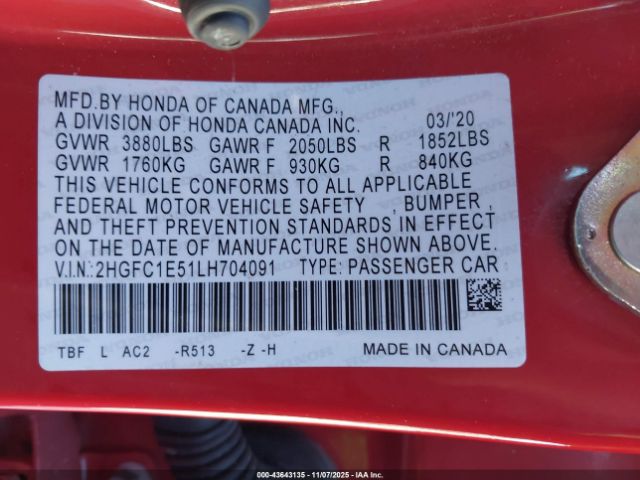 MFD.BY HONDA OF CANADA MFG.,
A DIVISION OF HONDA CANADA INC. 03/'20
GVWR 3880LBS GAWR F 2050LBS R 1852LBS
GVWR 1760KG GAWR F 930KG R 840KG
THIS VEHICLE CONFORMS TO ALL APPLICABLE
FEDERAL MOTOR VEHICLE SAFETY , BUMPER ,
AND THEFT PREVENTION STANDARDS IN EFFECT
ON THE DATE OF MANUFACTURE SHOWN ABOVE.
V.I.N.:2HGFC1E51LH704091 TYPE: PASSENGER CAR
TBF L AC2 -R513 -Z -H MADE IN CANADA
000-43643135 - 11/07/2025 - IAA Inc.